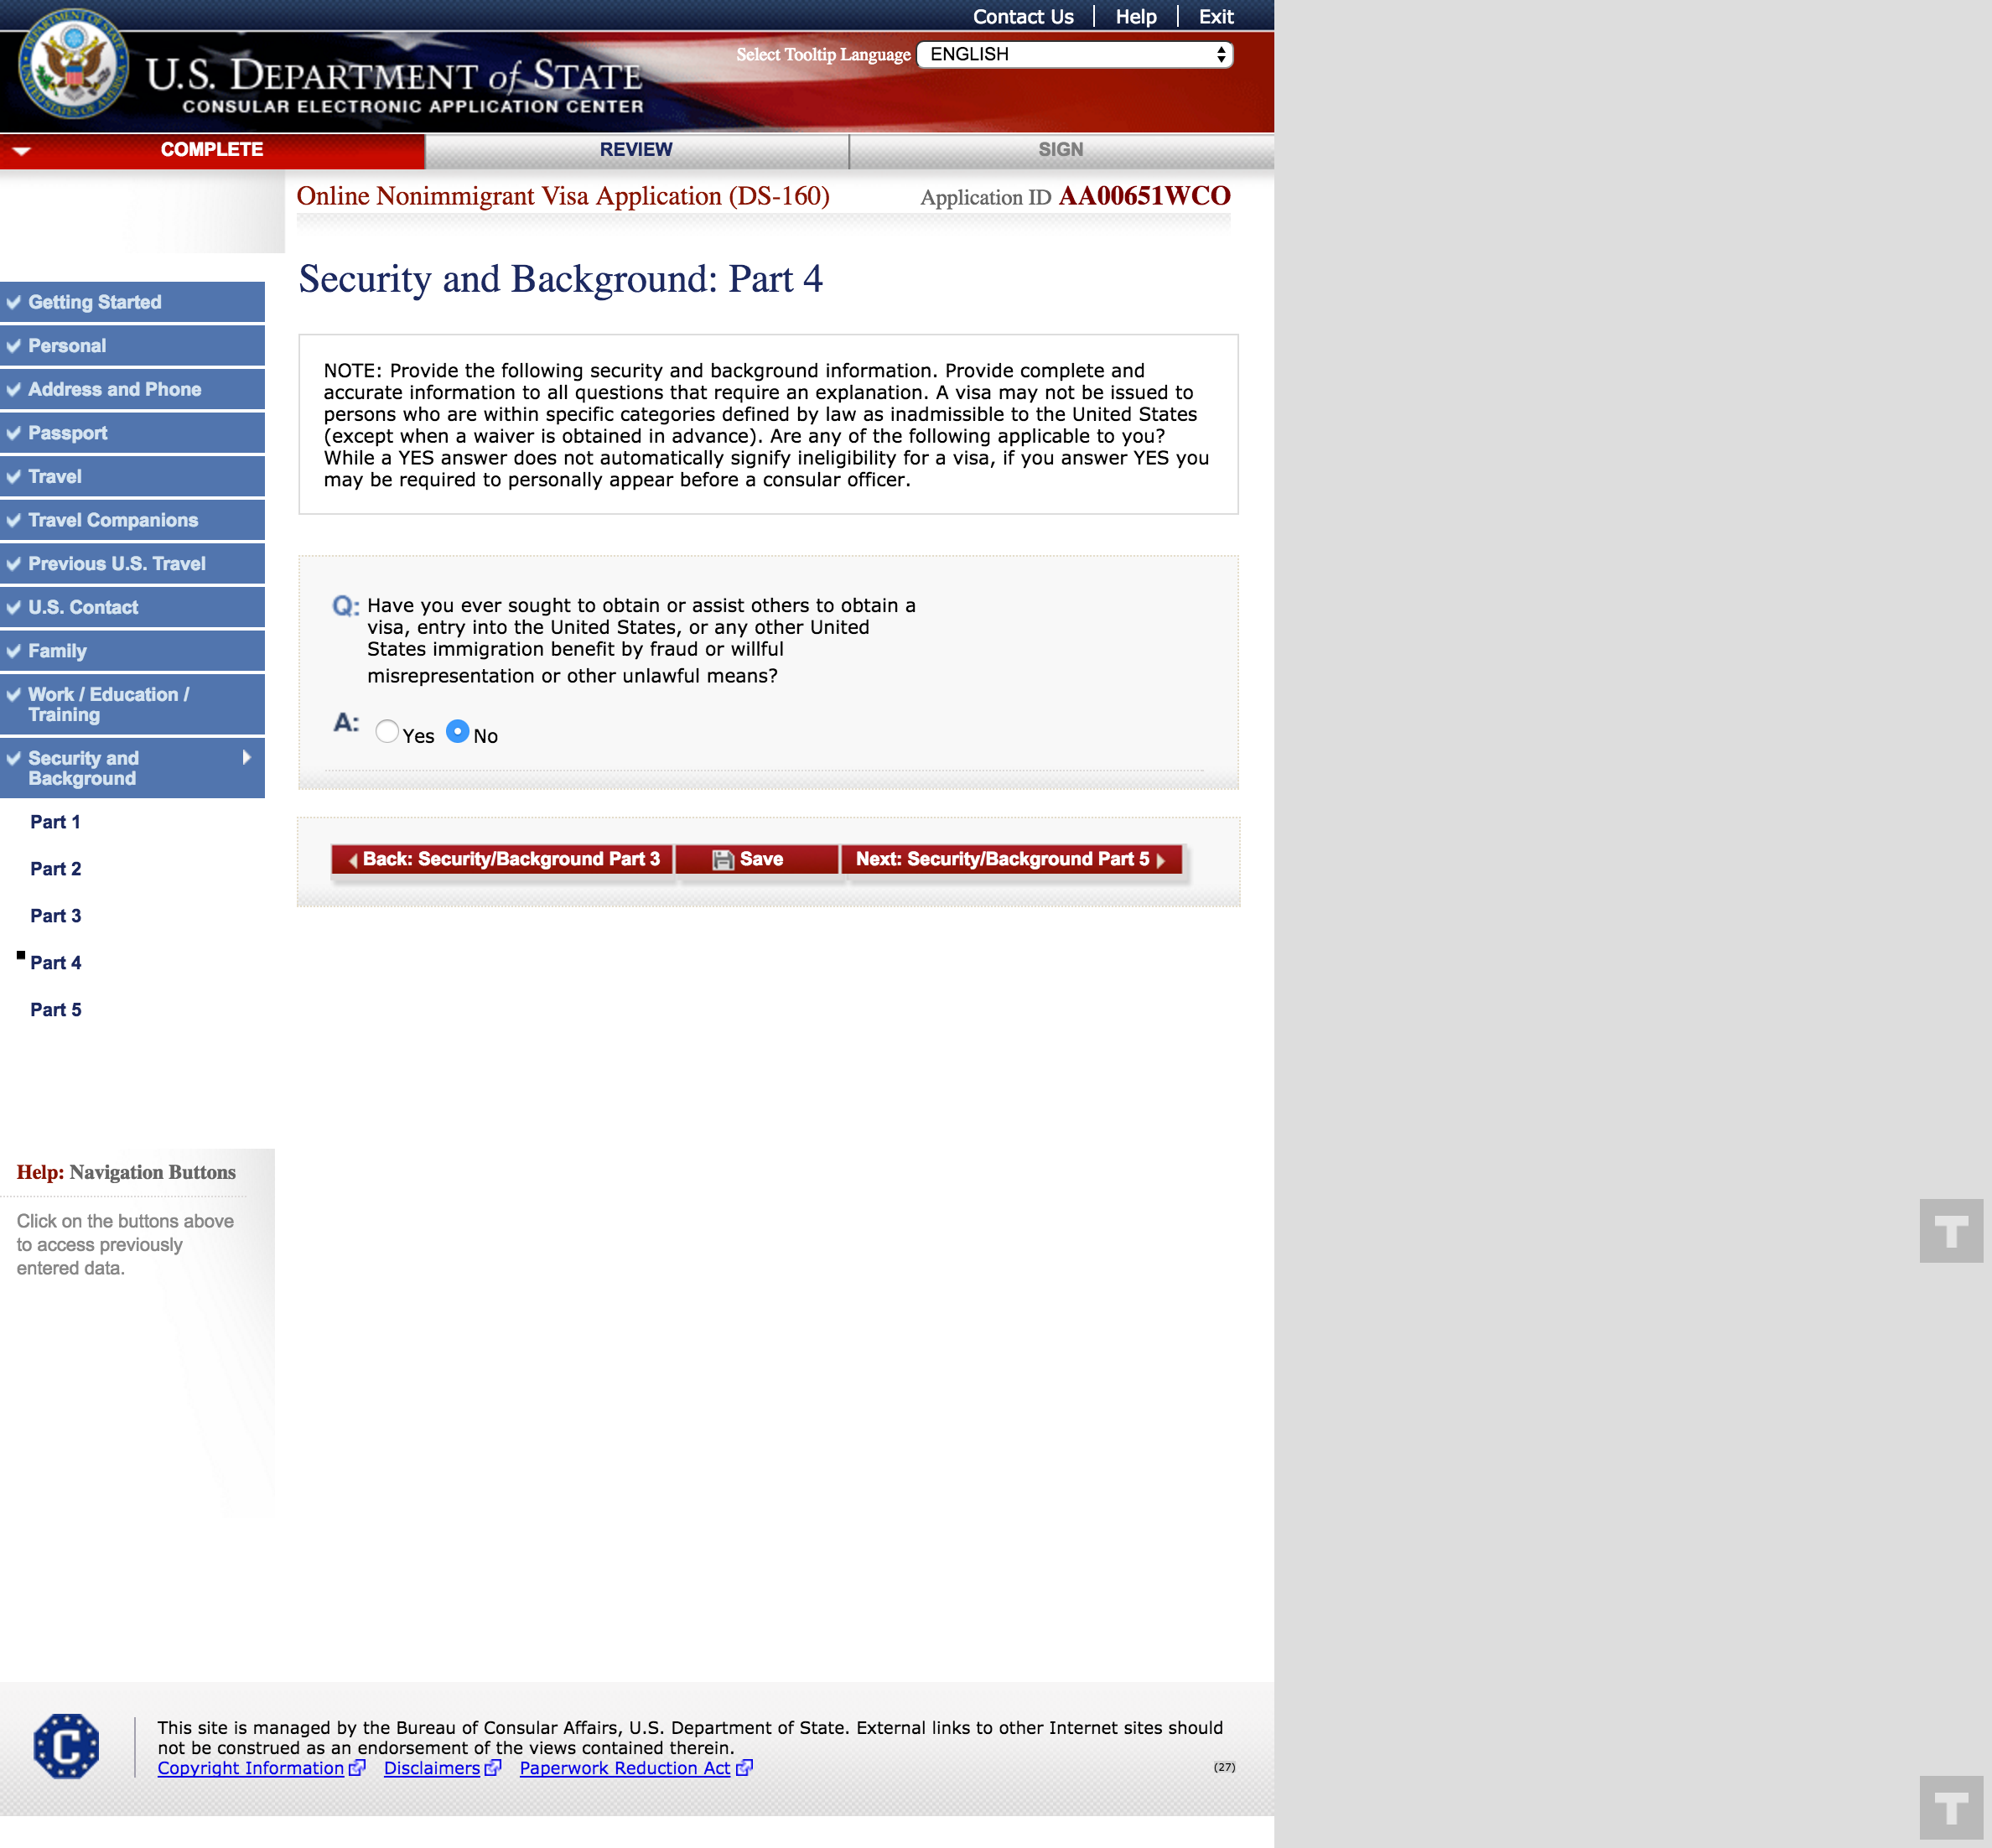 Contact Us Help Exit
Select Tooltip Language ENGLISH
U.S. DEPARTMENT of STATE
CONSULAR ELECTRONIC APPLICATION CENTER
COMPLETE REVIEW SIGN
Online Nonimmigrant Visa Application (DS-160) Application ID AA00651WCO
Security and Background: Part 4
Getting Started
Personal
Address and Phone
Passport
Travel
Travel Companions
Previous U.S. Travel
U.S. Contact
Family
Work / Education /
Training
Security and
Background
Part 1
Part 2
Part 3
Part 4
Part 5
NOTE: Provide the following security and background information. Provide complete and
accurate information to all questions that require an explanation. A visa may not be issued to
persons who are within specific categories defined by law as inadmissible to the United States
(except when a waiver is obtained in advance). Are any of the following applicable to you?
While a YES answer does not automatically signify ineligibility for a visa, if you answer YES you
may be required to personally appear before a consular officer.
Q: Have you ever sought to obtain or assist others to obtain a
visa, entry into the United States, or any other United
States immigration benefit by fraud or willful
misrepresentation or other unlawful means?
A: Yes No
Back: Security/Background Part 3 Save Next: Security/Background Part 5
Help: Navigation Buttons
Click on the buttons above
to access previously
entered data.
T
C
This site is managed by the Bureau of Consular Affairs, U.S. Department of State. External links to other Internet sites should
not be construed as an endorsement of the views contained therein.
Copyright Information Disclaimers Paperwork Reduction Act (27)
T